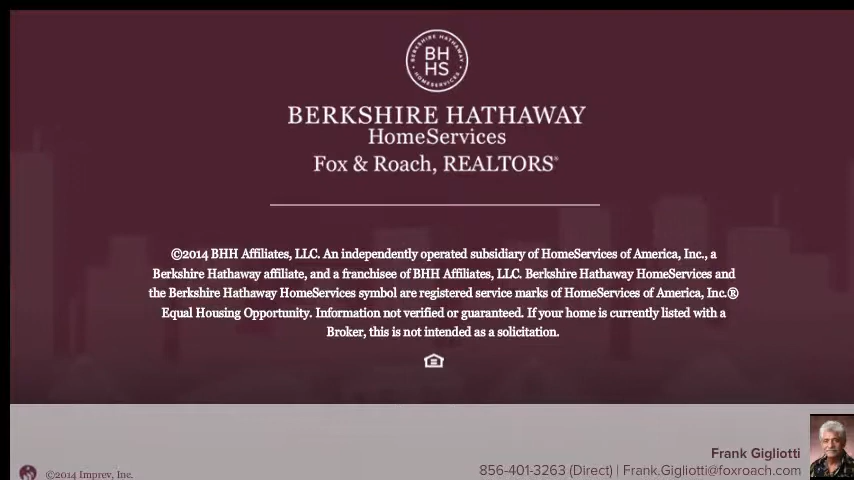 BERKSHIRE HATHAWAY
HOMESERVICES
BH
HS
BERKSHIRE HATHAWAY
HomeServices
Fox & Roach, REALTORS®
©2014 BHH Affiliates, LLC. An independently operated subsidiary of HomeServices of America, Inc., a
Berkshire Hathaway affiliate, and a franchisee of BHH Affiliates, LLC. Berkshire Hathaway HomeServices and
the Berkshire Hathaway HomeServices symbol are registered service marks of HomeServices of America, Inc.®
Equal Housing Opportunity. Information not verified or guaranteed. If your home is currently listed with a
Broker, this is not intended as a solicitation.
Frank Gigliotti
856-401-3263 (Direct) | Frank.Gigliotti@foxroach.com
©2014 Imprev, Inc.